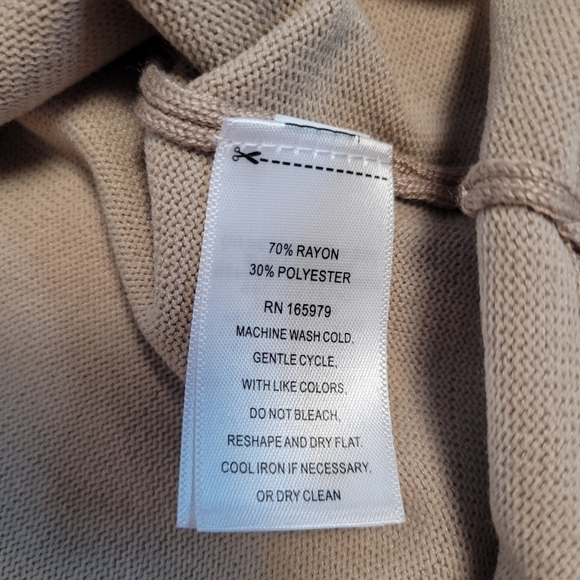 70% RAYON
30% POLYESTER
RN 165979
MACHINE WASH COLD,
GENTLE CYCLE,
WITH LIKE COLORS,
DO NOT BLEACH,
RESHAPE AND DRY FLAT.
COOL IRON IF NECESSARY,
OR DRY CLEAN